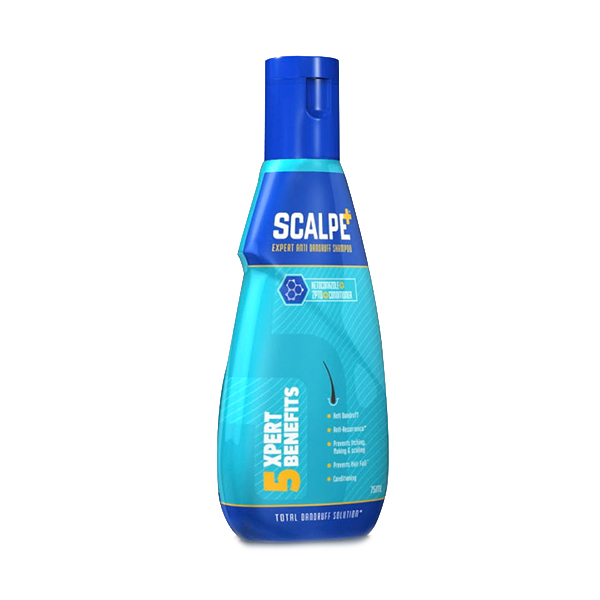 SCALPE+
EXPERT ANTI DANDRUFF SHAMPOO
KETOCONAZOLE +
ZPTO + CONDITIONER
5 XPERT
BENEFITS
Anti Dandruff
Anti-Recurrence*
Prevents Itching,
Flaking & scaling
Prevents Hair Fall*
Conditioning
75ml
TOTAL DANDRUFF SOLUTION*